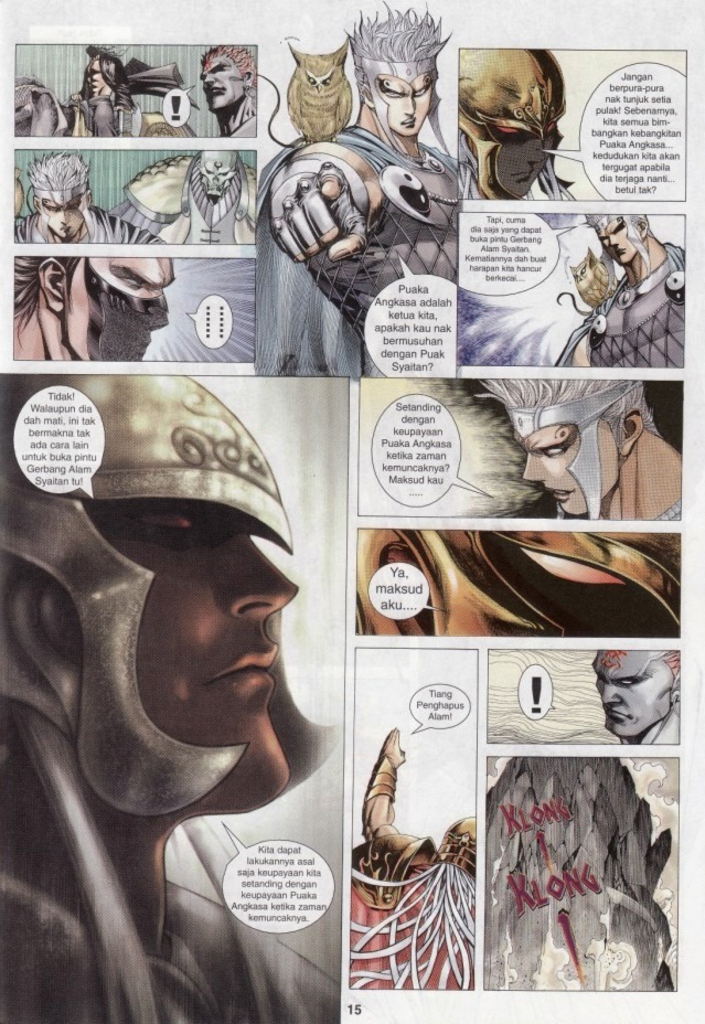 !
......
Puaka
Angkasa adalah
ketua kita,
apakah kau nak
bermusuhan
dengan Puak
Syaitan?
Jangan
berpura-pura
nak tunjuk setia
pulak! Sebenarnya,
kita semua bim-
bangkan kebangkitan
Puaka Angkasa...
kedudukan kita akan
tergugat nanti...
betul tak?
Tapi, cuma
dia saja yang dapat
buka pintu Gerbang
Alam Syaitan.
Kematiannya dah buat
harapan kita hancur
berkecai....
Tidak!
Walaupun dia
dah mati, ini tak
bermakna tak
ada cara lain
untuk buka pintu
Gerbang Alam
Syaitan tu!
Kita dapat
lakukannya asal
saja keupayaan kita
setanding dengan
keupayaan Puaka
Angkasa ketika zaman
kemuncaknya.
Setanding
dengan
keupayaan
Puaka Angkasa
ketika zaman
kemuncaknya?
Maksud kau
.....
Ya,
maksud
aku....
Tiang
Penghapus
Alam!
!
KLONG
KLONG
15